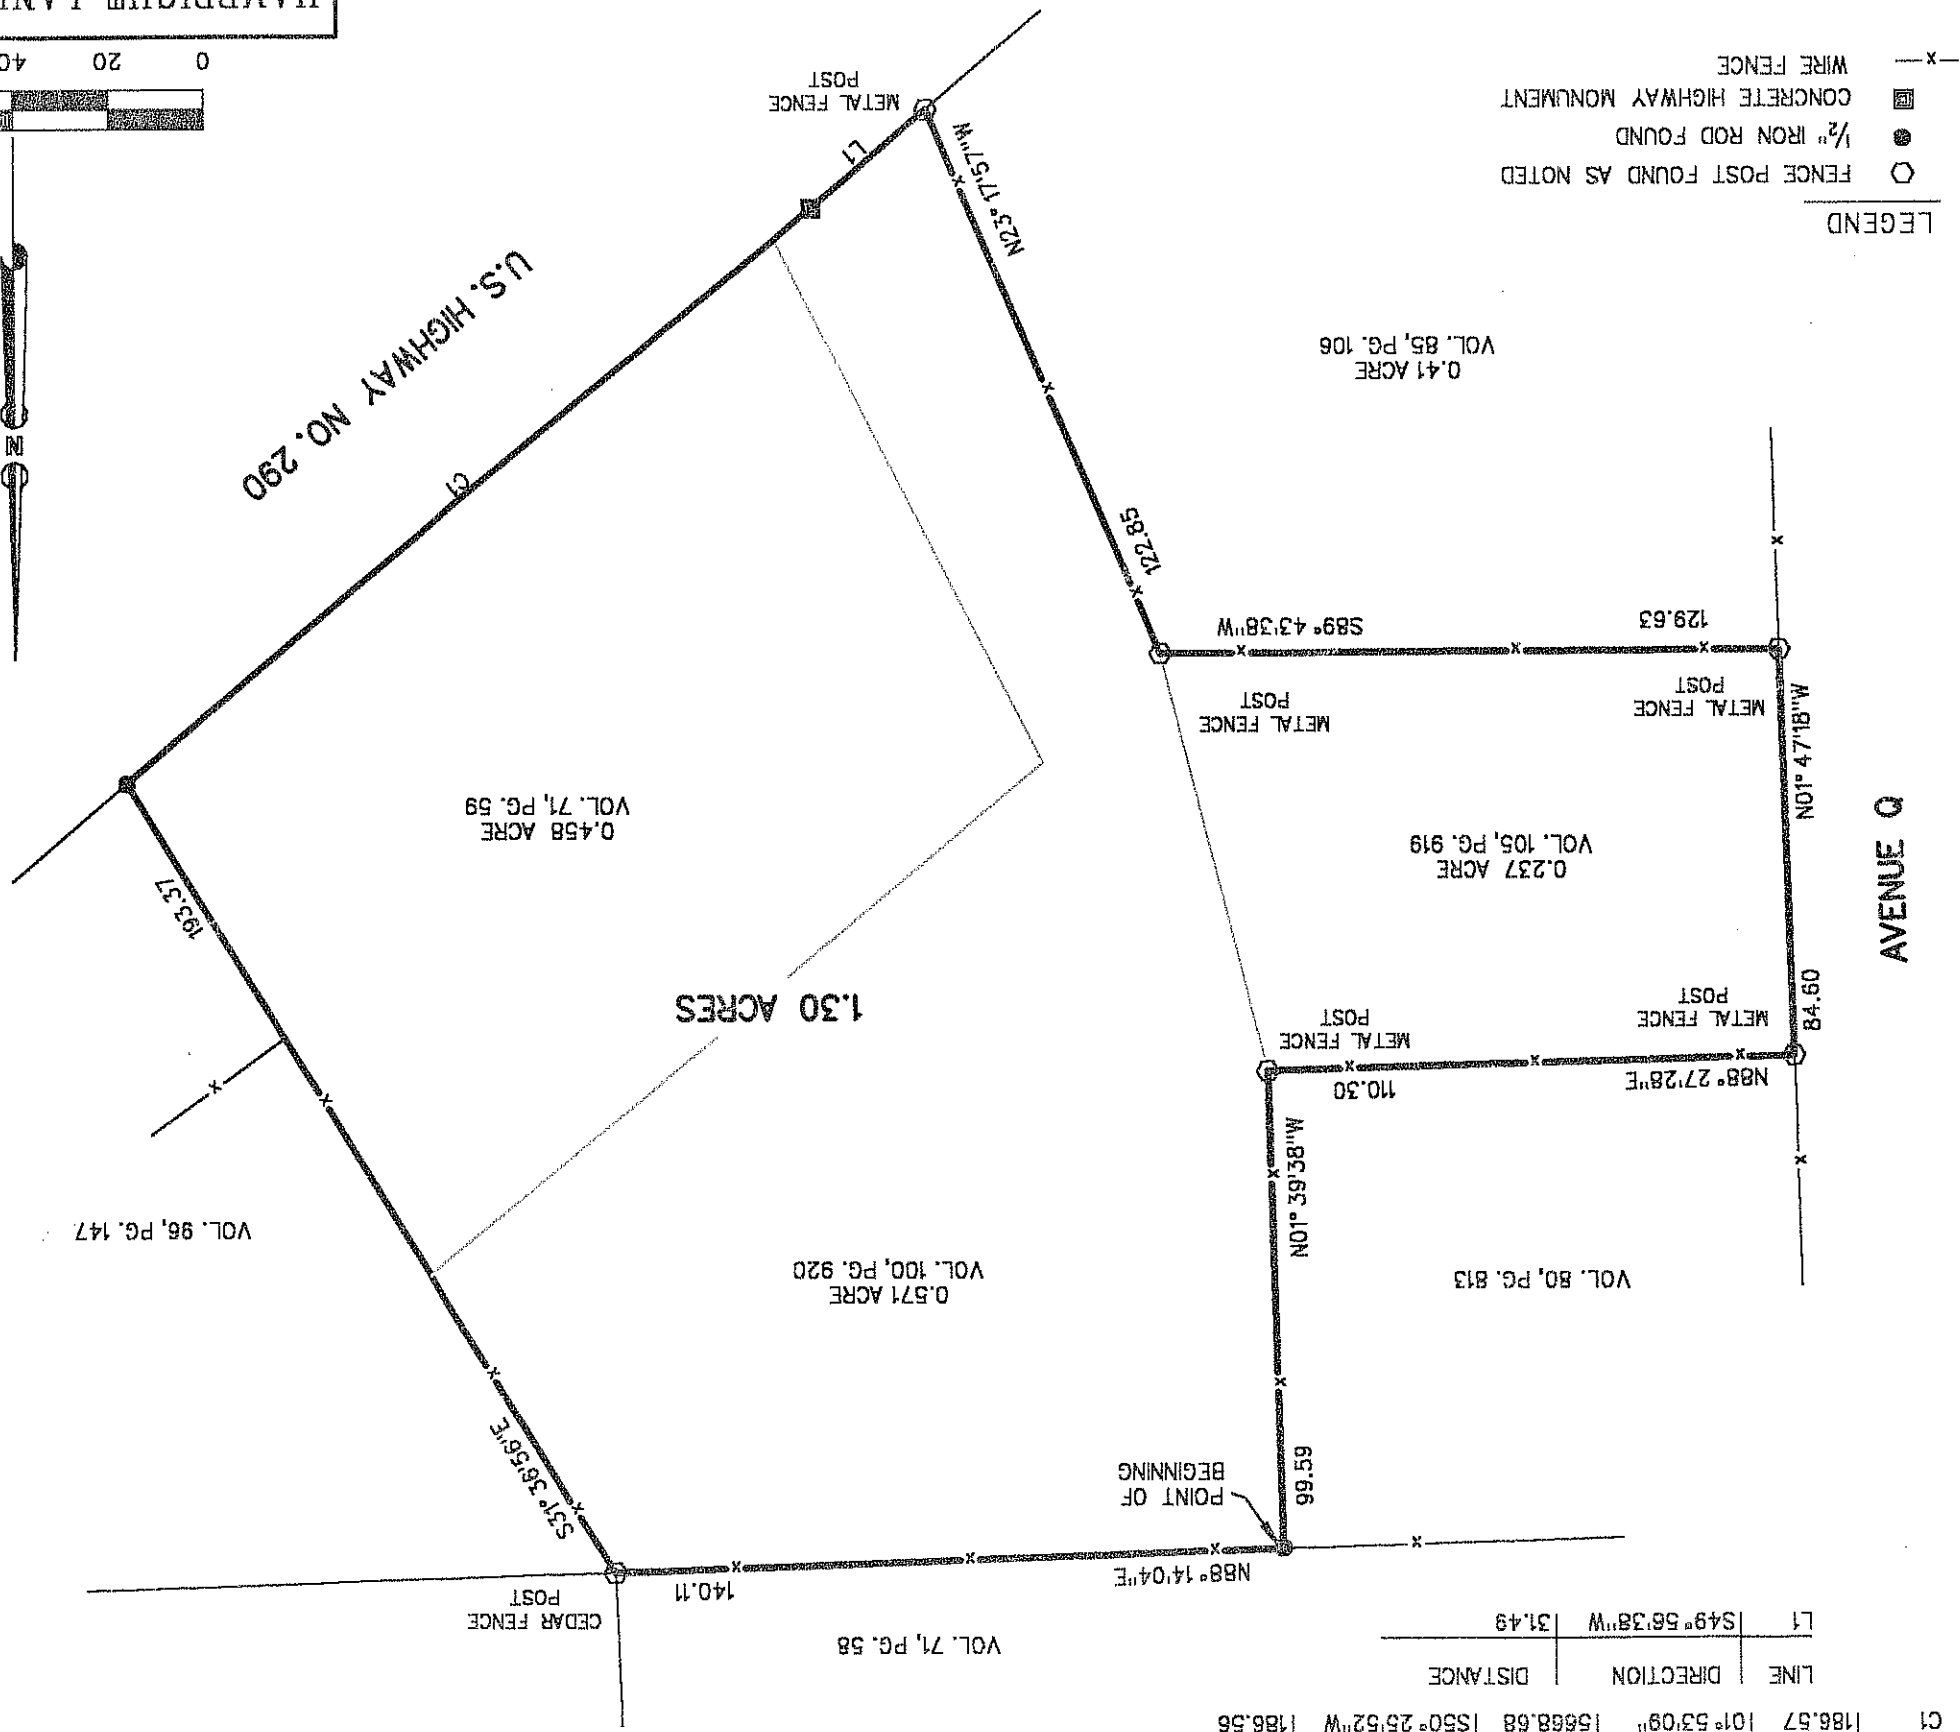 C1 186.57 01°53'09" 5668.68 S50°25'52"W 186.56
LINE DIRECTION DISTANCE
L1 S49°56'38"W 31.49
VOL. 71, PG. 58
CEDAR FENCE
POST
N88°14'04"E
140.11
POINT OF
BEGINNING
99.59
N01°39'38"W
S31°36'56"E
193.37
VOL. 80, PG. 813
0.571 ACRE
VOL. 100, PG. 920
VOL. 96, PG. 147
N88°27'28"E
110.30
METAL FENCE
POST
METAL FENCE
POST
84.60
N01°47'18"W
AVENUE Q
1.30 ACRES
0.237 ACRE
VOL. 105, PG. 919
0.458 ACRE
VOL. 71, PG. 59
METAL FENCE
POST
METAL FENCE
POST
129.63
S89°43'38"W
122.85
N23°17'57"W
0.41 ACRE
VOL. 85, PG. 106
C1
U.S. HIGHWAY NO. 290
N
L1
METAL FENCE
POST
LEGEND
FENCE POST FOUND AS NOTED
1/2" IRON ROD FOUND
CONCRETE HIGHWAY MONUMENT
—x— WIRE FENCE
40 20 0